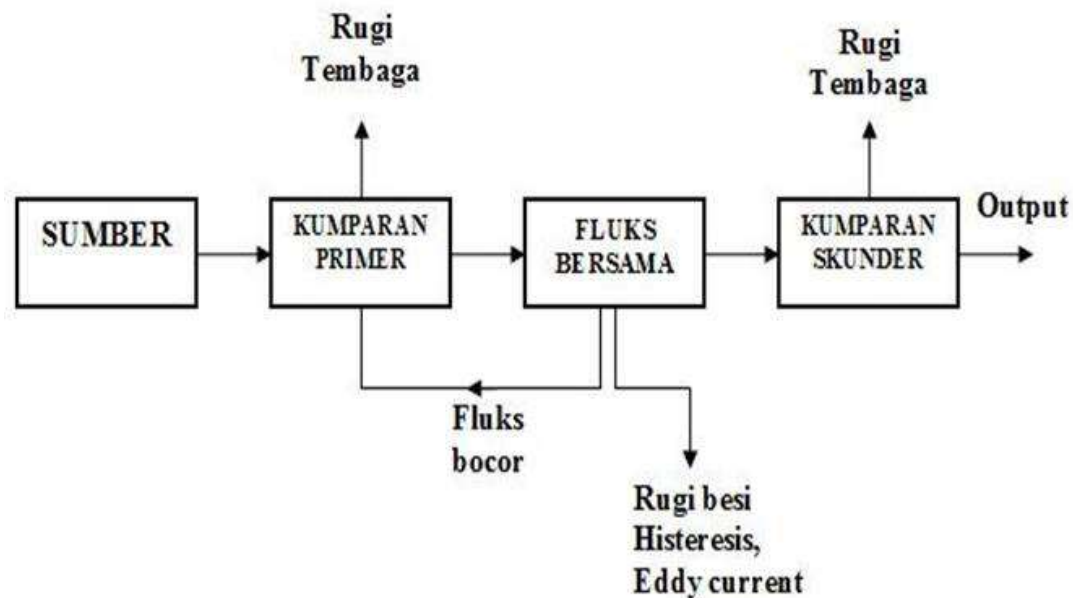 Rugi
Tembaga
Rugi
Tembaga
SUMBER
KUMPARAN
PRIMER
FLUKS
BERSAMA
KUMPARAN
SKUNDER
Output
Fluks
bocor
Rugi besi
Histeresis,
Eddy current